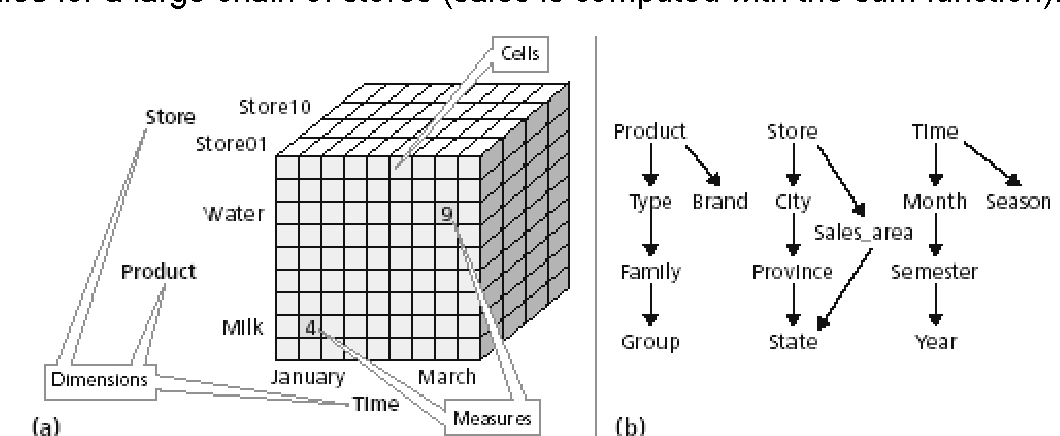 les for a large chain of stores (sales is computed with the sum function).
Cells
Store10
Store
Store01
Water
9
Product
Milk
4
January
March
Dimensions
Time
Measures
(a)
Product
Store
Time
Type
Brand
City
Month
Season
Sales_area
Family
Province
Semester
Group
State
Year
(b)